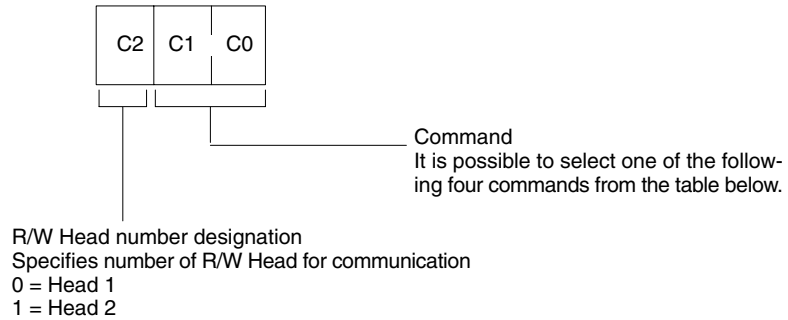 C2 C1 C0
Command
It is possible to select one of the follow-
ing four commands from the table below.
R/W Head number designation
Specifies number of R/W Head for communication
0 = Head 1
1 = Head 2